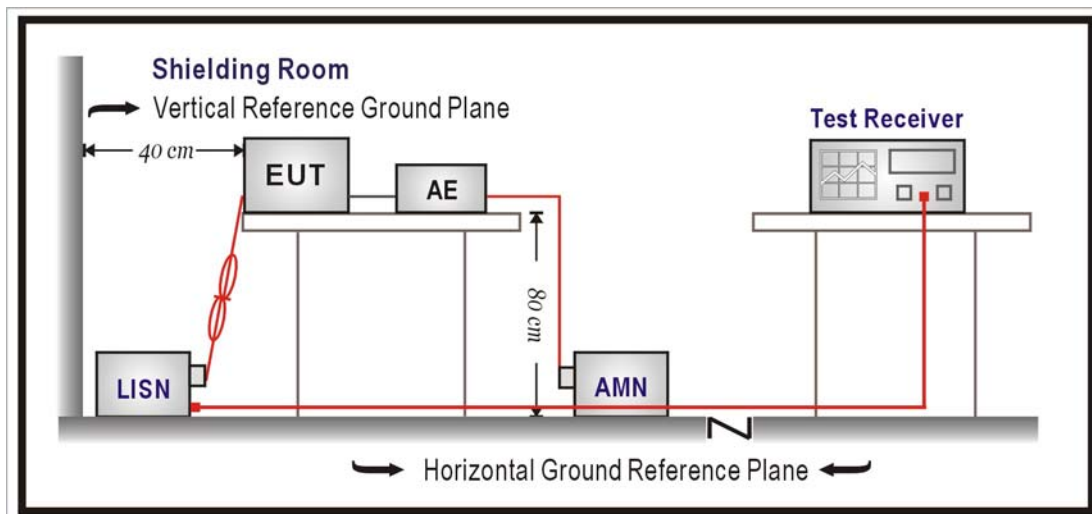 Shielding Room
Vertical Reference Ground Plane
Test Receiver
40 cm
EUT
AE
80 cm
LISN
AMN
Horizontal Ground Reference Plane